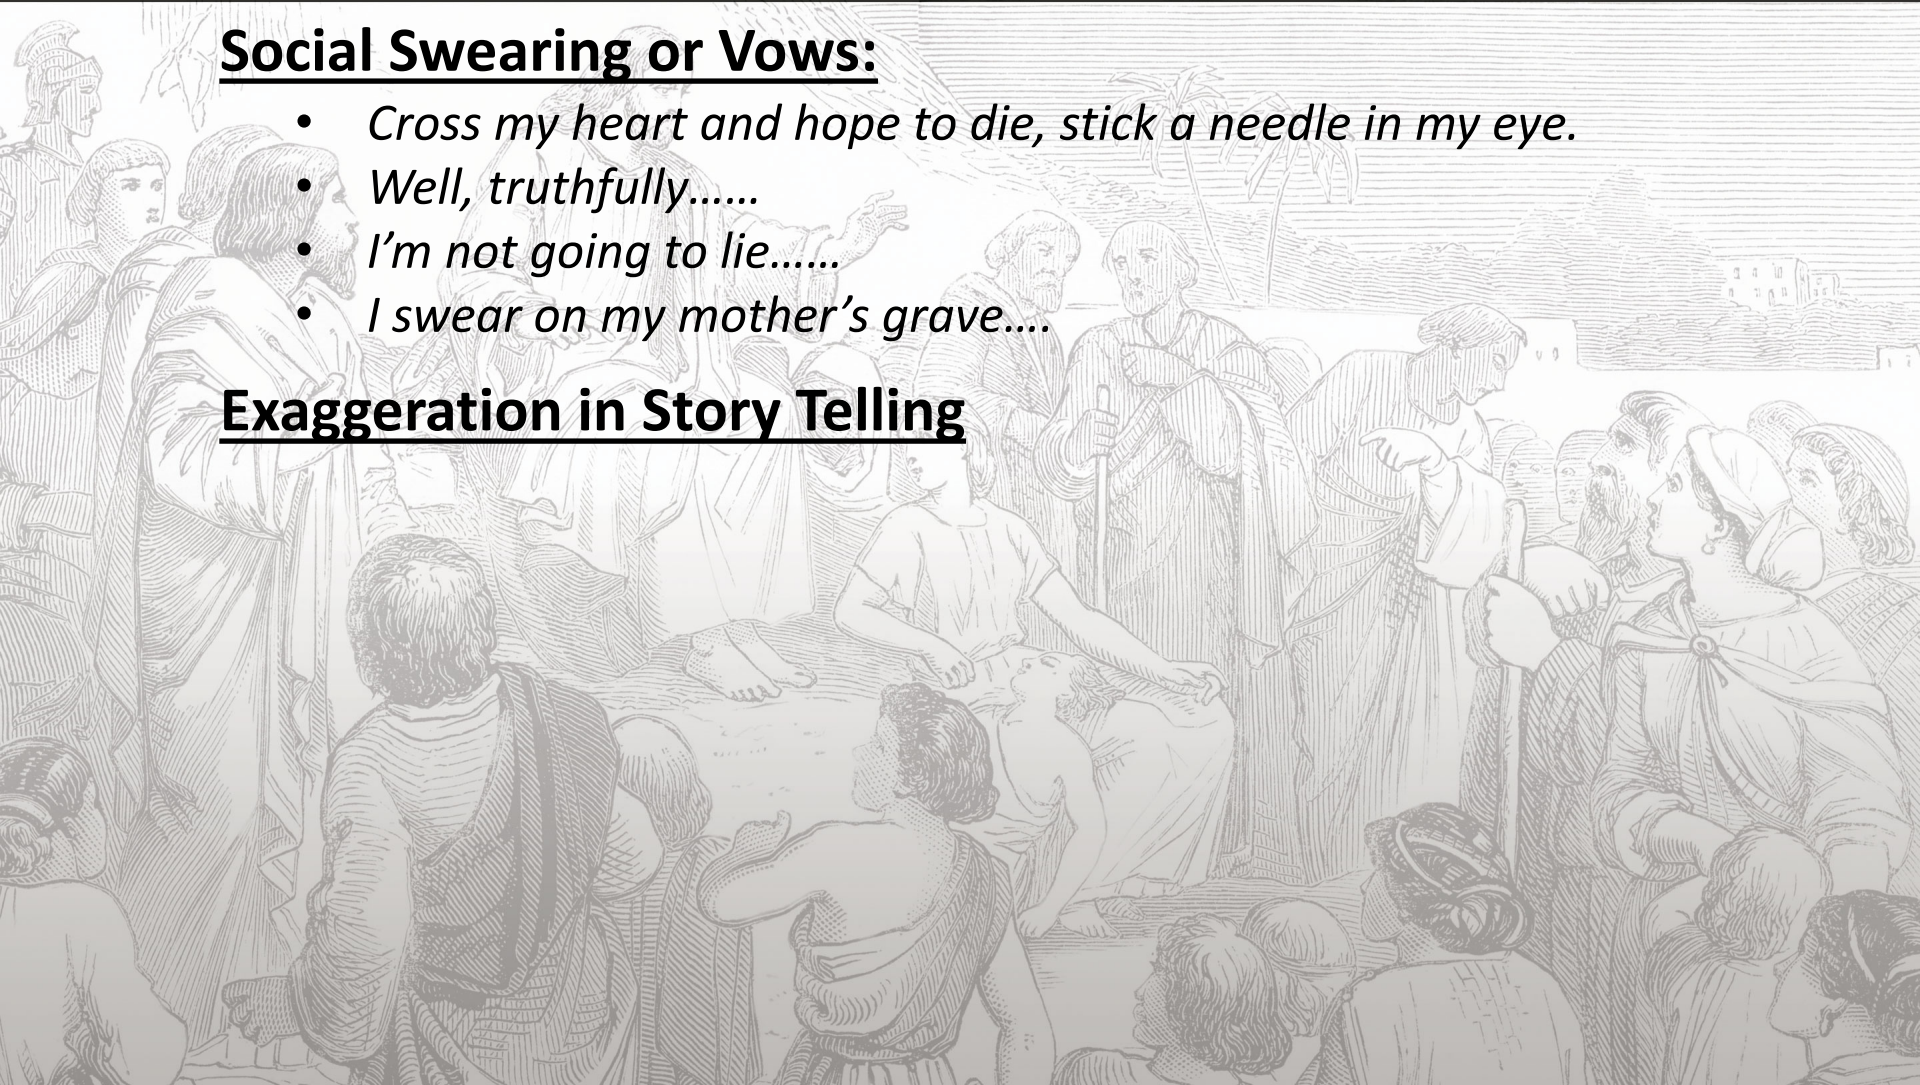 Social Swearing or Vows:
• Cross my heart and hope to die, stick a needle in my eye.
• Well, truthfully……
• I’m not going to lie……
• I swear on my mother’s grave….
Exaggeration in Story Telling